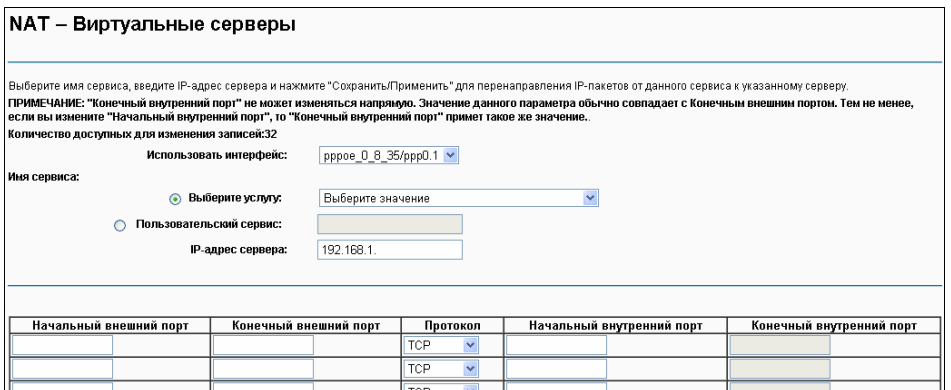 NAT – Виртуальные серверы
Выберите имя сервиса, введите IP-адрес сервера и нажмите "Сохранить/Применить" для перенаправления IP-пакетов от данного сервиса к указанному серверу.
ПРИМЕЧАНИЕ: "Конечный внутренний порт" не может изменяться напрямую. Значение данного параметра обычно совпадает с Конечным внешним портом. Тем не менее,
если вы измените "Начальный внутренний порт", то "Конечный внутренний порт" примет такое же значение..
Количество доступных для изменения записей:32
Использовать интерфейс: pppoe_0_8_35/ppp0.1
Имя сервиса:
Выберите услугу: Выберите значение
Пользовательский сервис:
IP-адрес сервера: 192.168.1.
Начальный внешний порт Конечный внешний порт Протокол Начальный внутренний порт Конечный внутренний порт
TCP
TCP
TCP